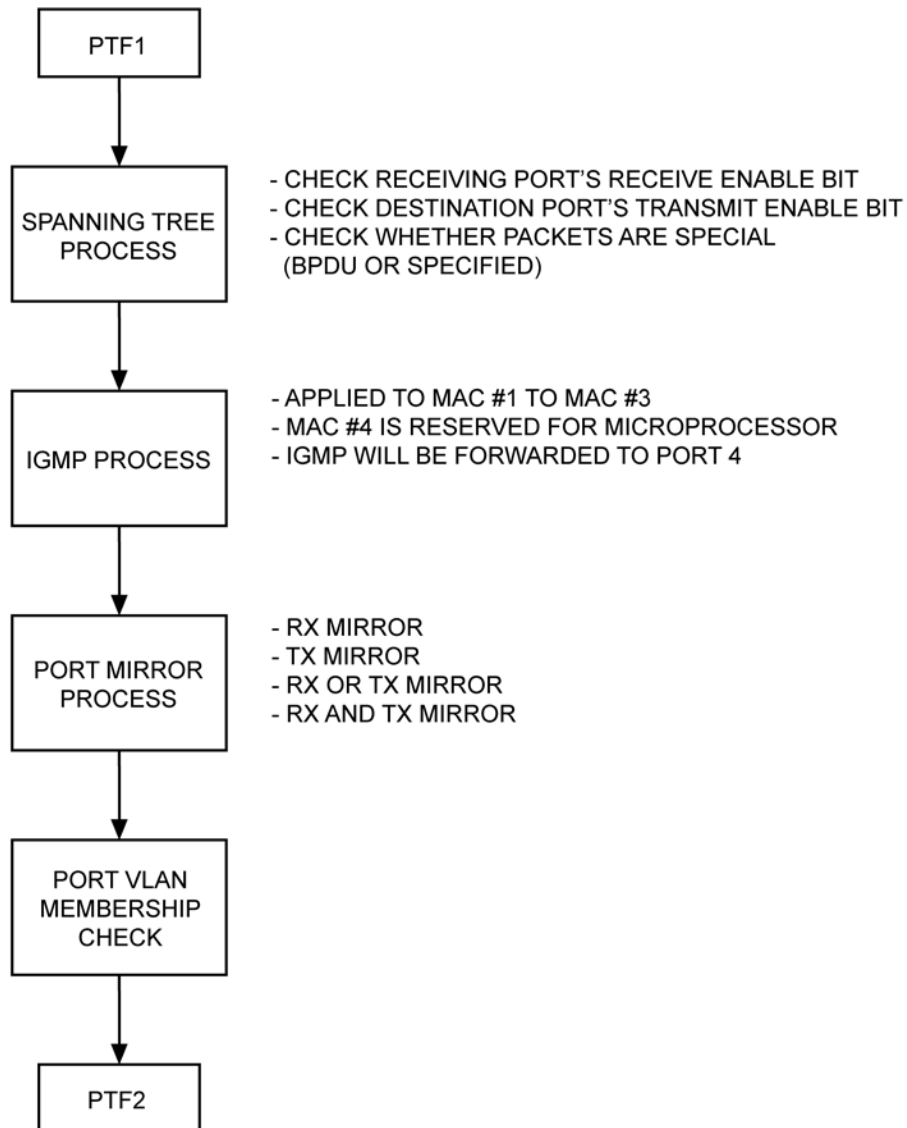 PTF1
SPANNING TREE
PROCESS
- CHECK RECEIVING PORT'S RECEIVE ENABLE BIT
- CHECK DESTINATION PORT'S TRANSMIT ENABLE BIT
- CHECK WHETHER PACKETS ARE SPECIAL
(BPDU OR SPECIFIED)
IGMP PROCESS
- APPLIED TO MAC #1 TO MAC #3
- MAC #4 IS RESERVED FOR MICROPROCESSOR
- IGMP WILL BE FORWARDED TO PORT 4
PORT MIRROR
PROCESS
- RX MIRROR
- TX MIRROR
- RX OR TX MIRROR
- RX AND TX MIRROR
PORT VLAN
MEMBERSHIP
CHECK
PTF2